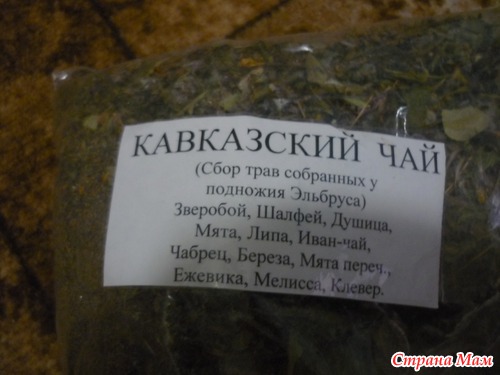 КАВКАЗСКИЙ ЧАЙ
(Сбор трав собранных у
подножия Эльбруса)
Зверобой, Шалфей, Душица,
Мята, Липа, Иван-чай,
Чабрец, Береза, Мята переч.,
Ежевика, Мелисса, Клевер.
Страна Мам